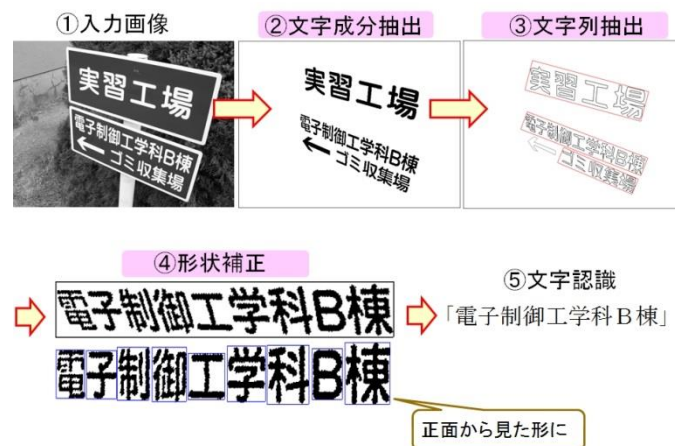 ①入力画像
②文字成分抽出
③文字列抽出
実習工場
電子制御工学科B棟
←ゴミ収集場
実習工場
電子制御工学科B棟
←ゴミ収集場
実習工場
電子制御工学科B棟
←ゴミ収集場
④形状補正
⑤文字認識
電子制御工学科B棟
「電子制御工学科B棟」
電子制御工学科B棟
正面から見た形に